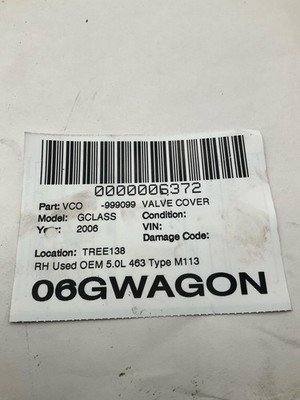 0000006372
Part: VCO -999099 VALVE COVER
Model: GCLASS Condition:
Year: 2006 VIN:
Damage Code:
Location: TREE138
RH Used OEM 5.0L 463 Type M113
06GWAGON